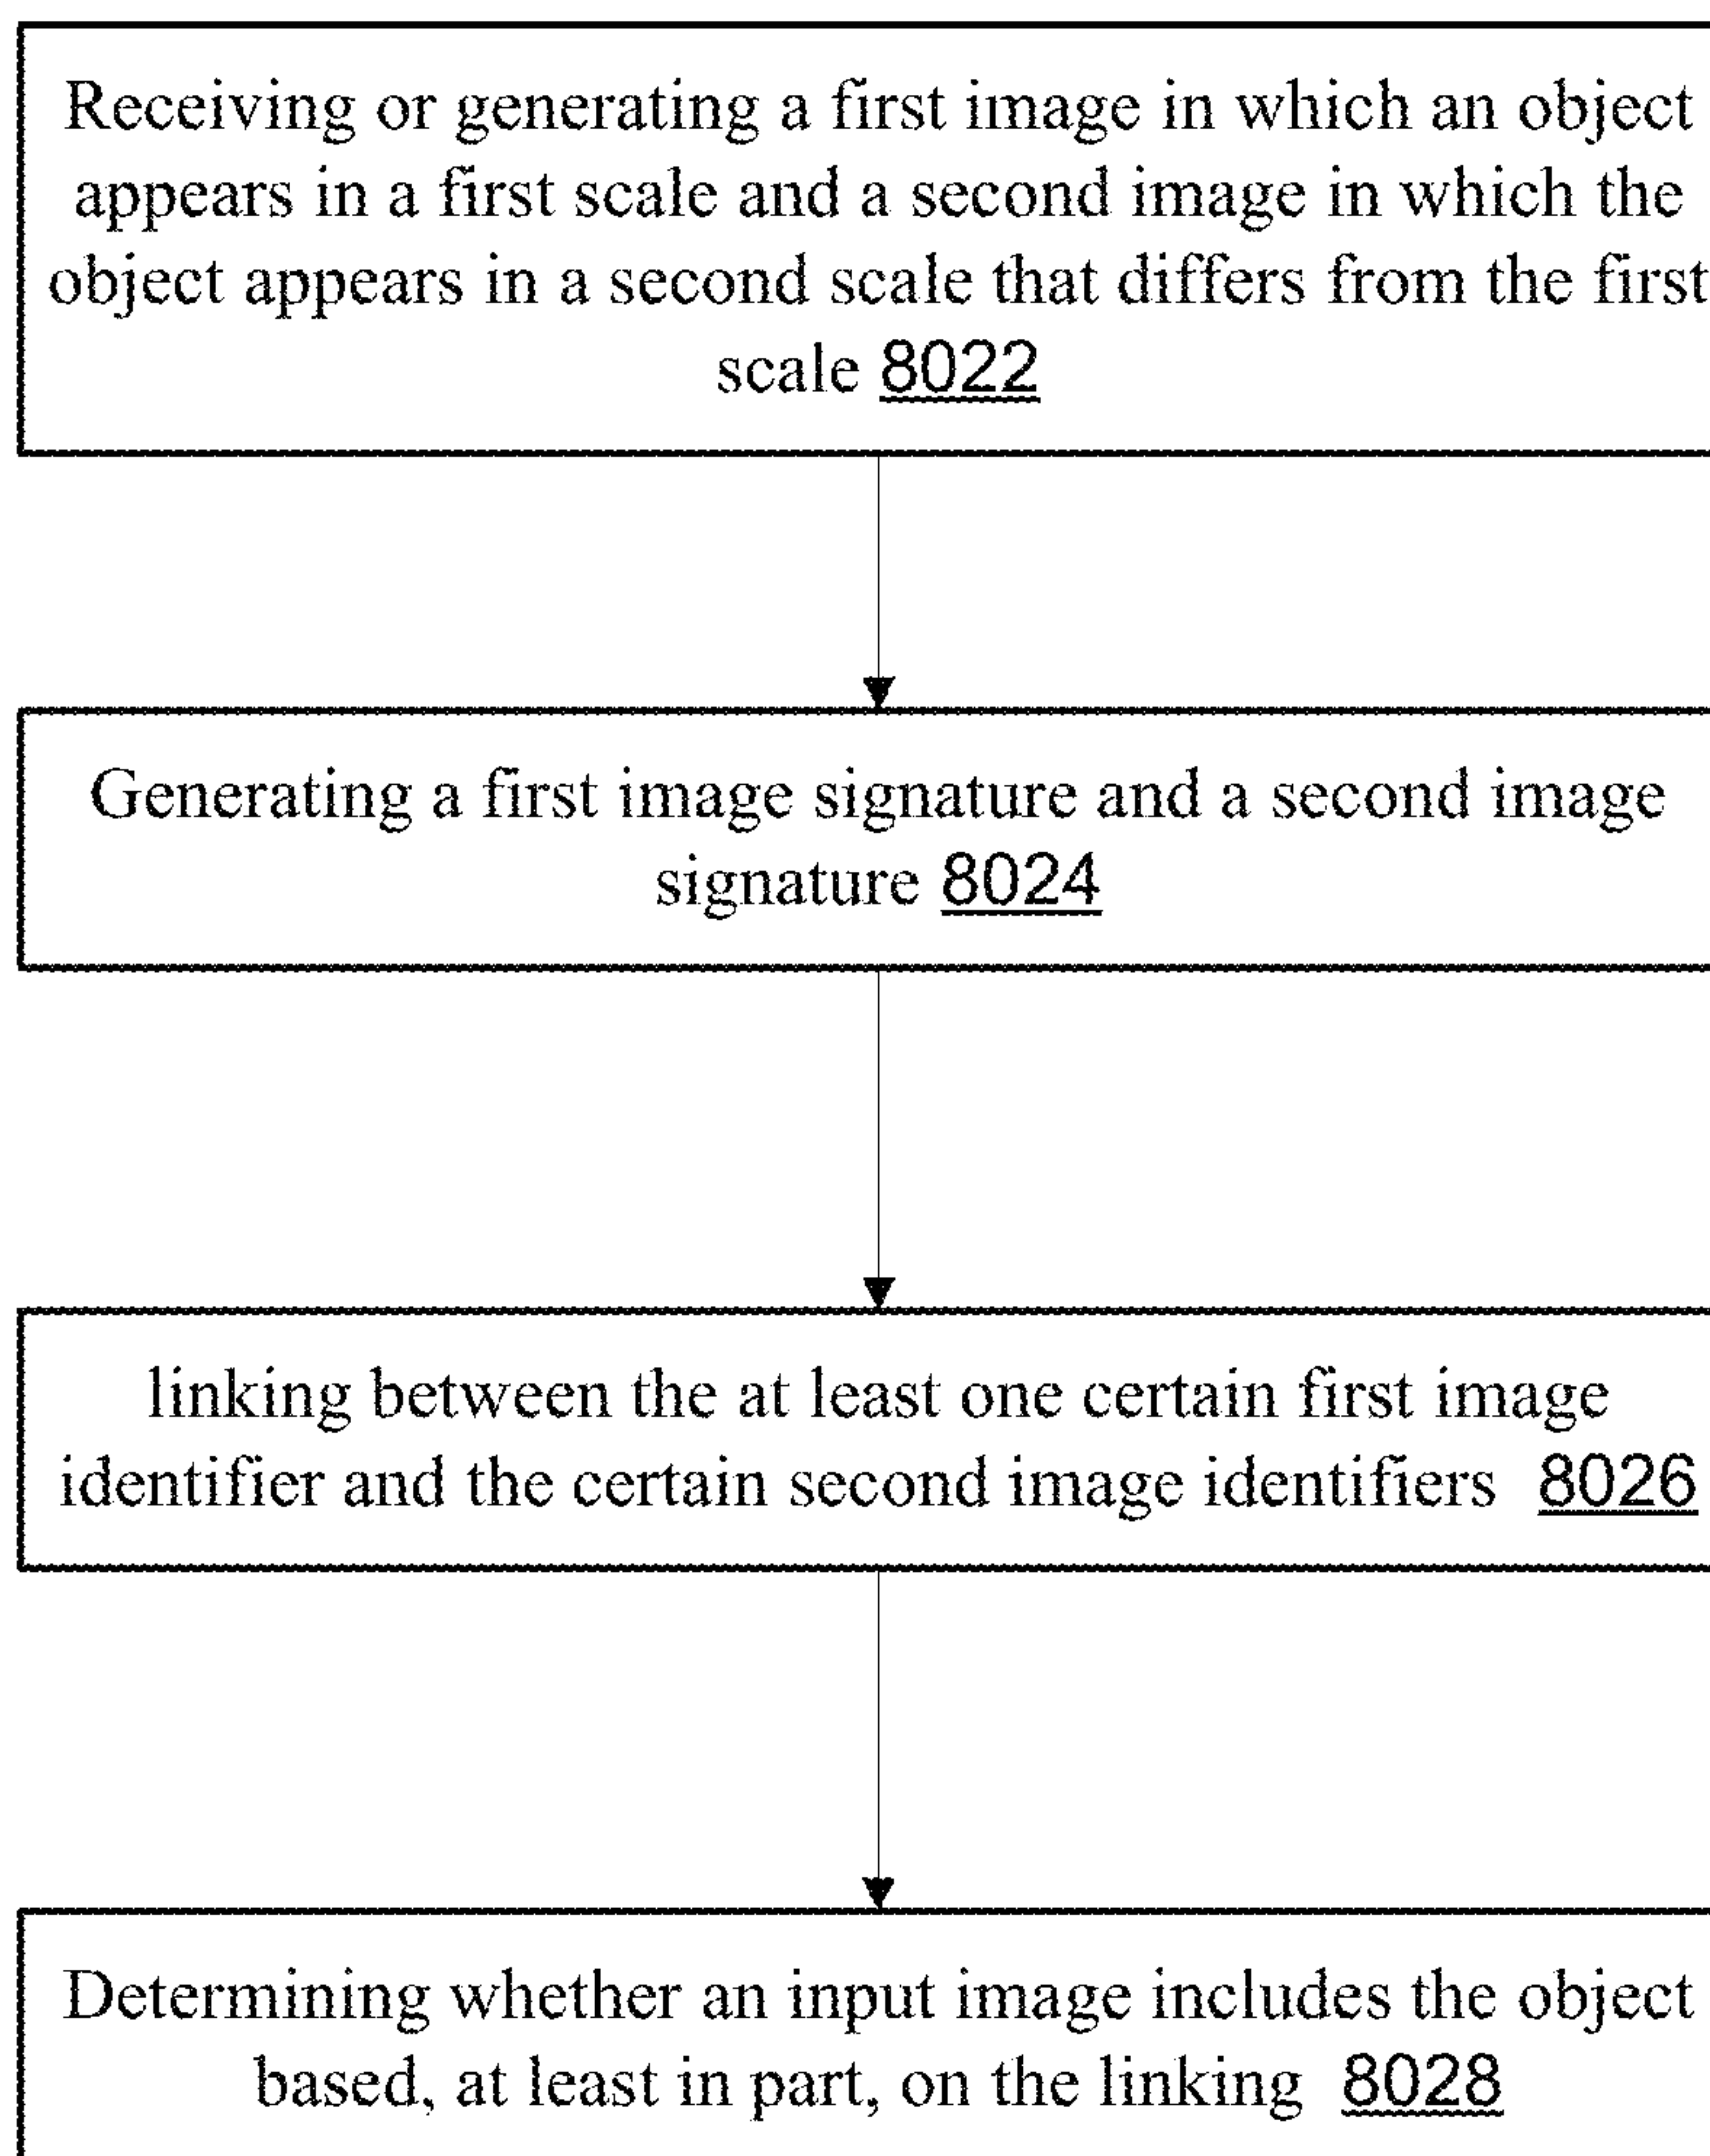 Receiving or generating a first image in which an object
appears in a first scale and a second image in which the
object appears in a second scale that differs from the first
scale 8022
Generating a first image signature and a second image
signature 8024
linking between the at least one certain first image
identifier and the certain second image identifiers 8026
Determining whether an input image includes the object
based, at least in part, on the linking 8028